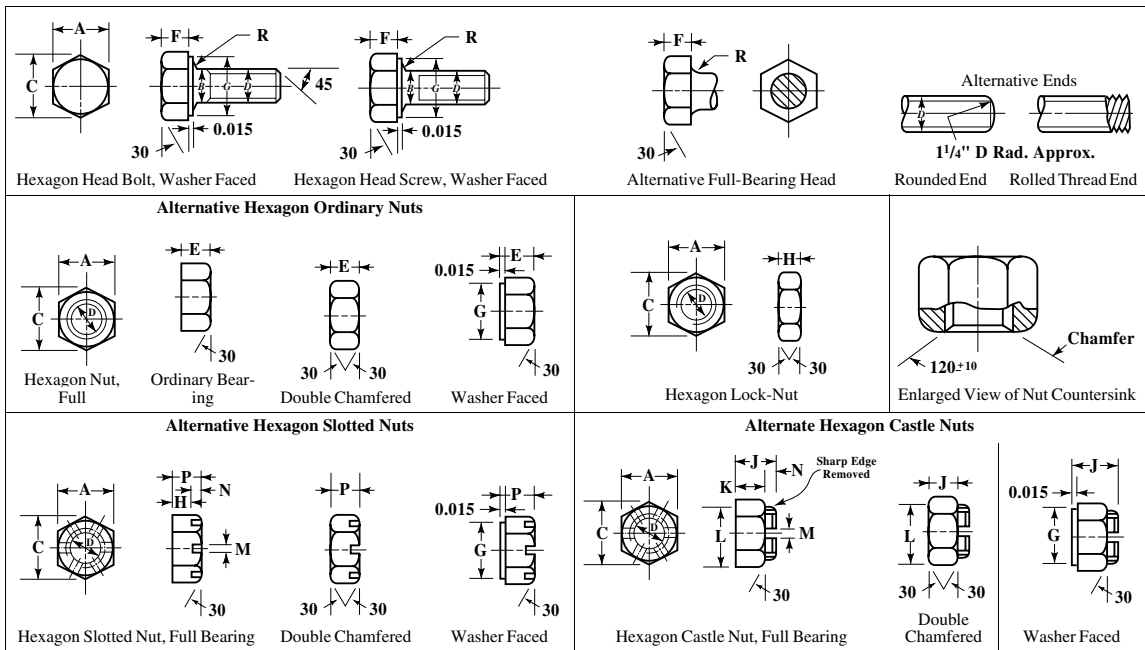 A
C
F
R
B
G
D
45
0.015
30
Hexagon Head Bolt, Washer Faced
F
R
B
G
D
0.015
30
Hexagon Head Screw, Washer Faced
F
R
30
Alternative Full-Bearing Head
Alternative Ends
D
1 1/4" D Rad. Approx.
Rounded End
Rolled Thread End
Alternative Hexagon Ordinary Nuts
A
C
D
Hexagon Nut,
Full
E
30
Ordinary Bear-
ing
E
30
30
Double Chamfered
E
0.015
G
30
Washer Faced
A
C
D
H
30
30
Hexagon Lock-Nut
Chamfer
120±10
Enlarged View of Nut Countersink
Alternative Hexagon Slotted Nuts
A
C
D
P
N
H
M
30
Hexagon Slotted Nut, Full Bearing
P
30
30
Double Chamfered
P
0.015
G
30
Washer Faced
Alternate Hexagon Castle Nuts
A
C
D
J
N
K
Sharp Edge
Removed
L
M
30
Hexagon Castle Nut, Full Bearing
J
L
30
30
Double
Chamfered
J
0.015
G
30
Washer Faced